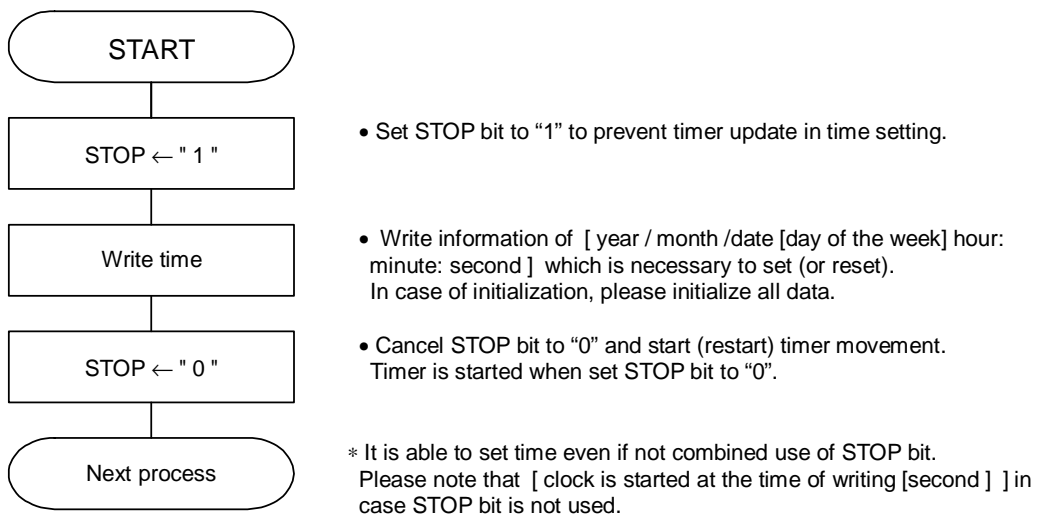 START
STOP ← " 1 "
• Set STOP bit to “1” to prevent timer update in time setting.
Write time
• Write information of [ year / month /date [day of the week] hour:
minute: second ] which is necessary to set (or reset).
In case of initialization, please initialize all data.
STOP ← " 0 "
• Cancel STOP bit to “0” and start (restart) timer movement.
Timer is started when set STOP bit to “0”.
Next process
∗ It is able to set time even if not combined use of STOP bit.
Please note that [ clock is started at the time of writing [second ] ] in
case STOP bit is not used.